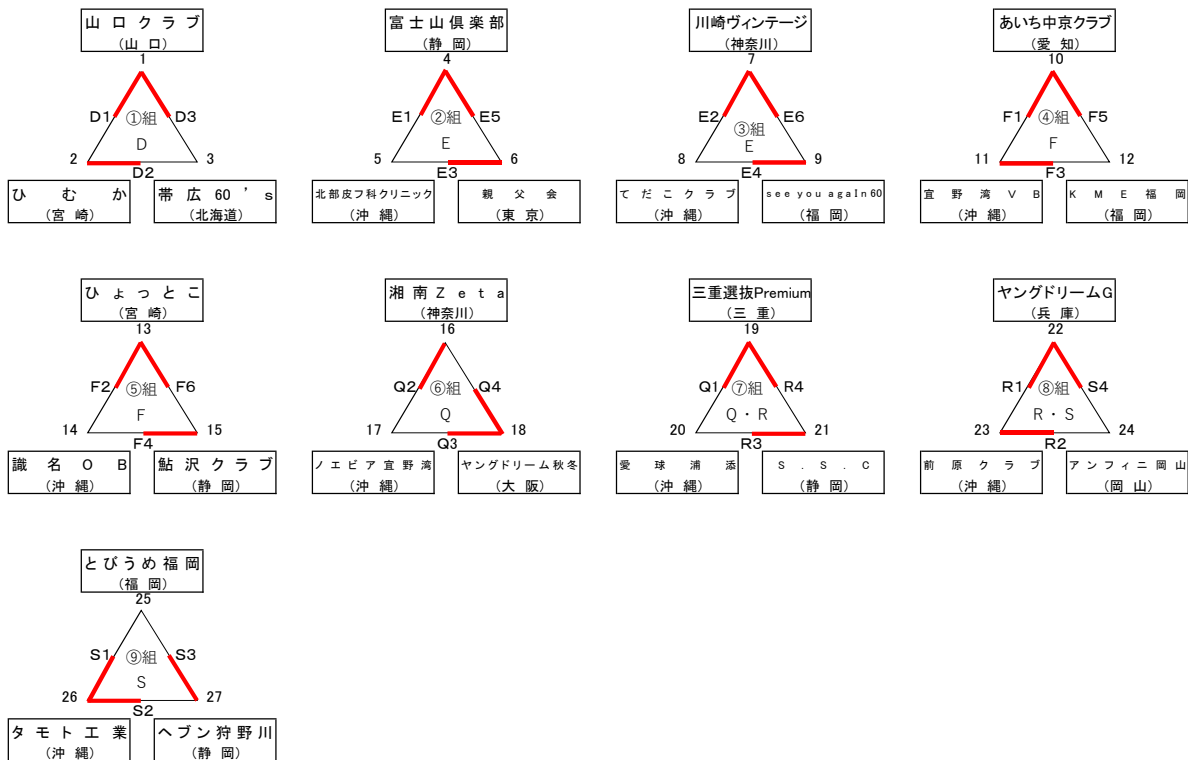 山口クラブ
(山口)
1
D1 ①組 D3
D
2 3
D2
ひむか
(宮崎)
帯広60's
(北海道)
富士山倶楽部
(静岡)
4
E1 ②組 E5
E
5 6
E3
北部皮フ科クリニック
(沖縄)
親父会
(東京)
川崎ヴィンテージ
(神奈川)
7
E2 ③組 E6
E
8 9
E4
てだこクラブ
(沖縄)
see you again60
(福岡)
あいち中京クラブ
(愛知)
10
F1 ④組 F5
F
11 12
F3
宜野湾VB
(沖縄)
KME福岡
(福岡)
ひょっとこ
(宮崎)
13
F2 ⑤組 F6
F
14 15
F4
識名OB
(沖縄)
鮎沢クラブ
(静岡)
湘南Zeta
(神奈川)
16
Q2 ⑥組 Q4
Q
17 18
Q3
ノエビア宜野湾
(沖縄)
ヤングドリーム秋冬
(大阪)
三重選抜Premium
(三重)
19
Q1 ⑦組 R4
Q・R
20 21
R3
愛球浦添
(沖縄)
S.S.C
(静岡)
ヤングドリームG
(兵庫)
22
R1 ⑧組 S4
R・S
23 24
R2
前原クラブ
(沖縄)
アンフィニ岡山
(岡山)
とびうめ福岡
(福岡)
25
S1 ⑨組 S3
S
26 27
S2
タモト工業
(沖縄)
ヘブン狩野川
(静岡)